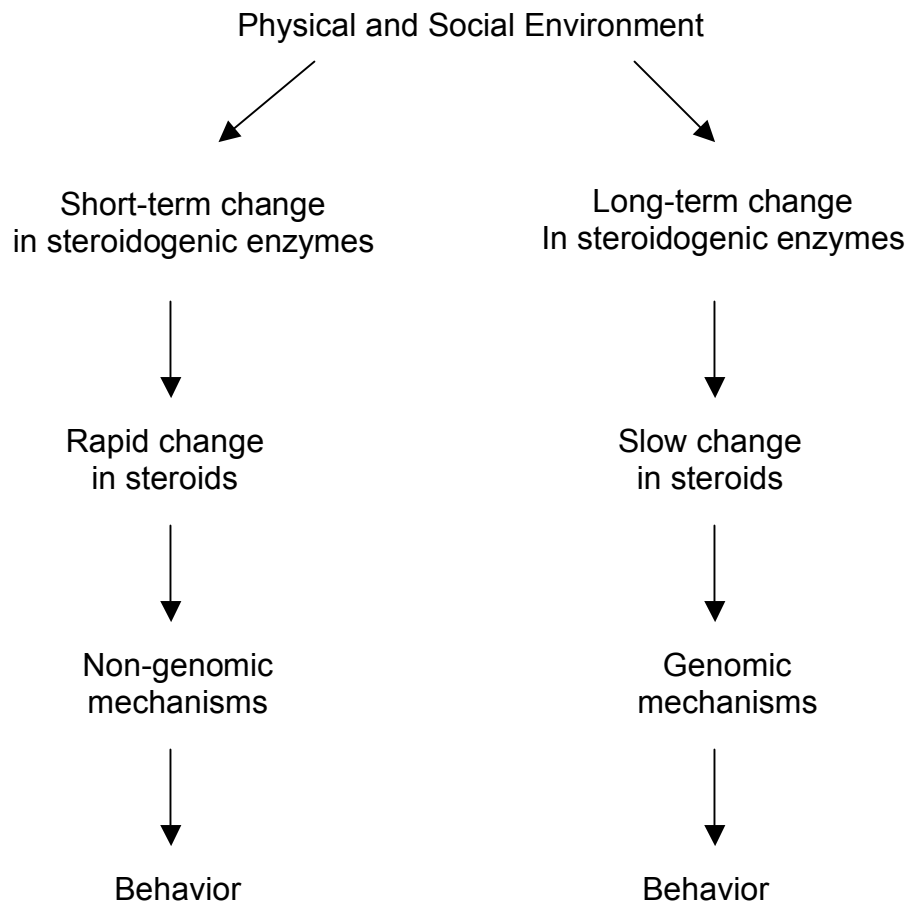 Physical and Social Environment
Short-term change
in steroidogenic enzymes
Long-term change
In steroidogenic enzymes
Rapid change
in steroids
Slow change
in steroids
Non-genomic
mechanisms
Genomic
mechanisms
Behavior
Behavior